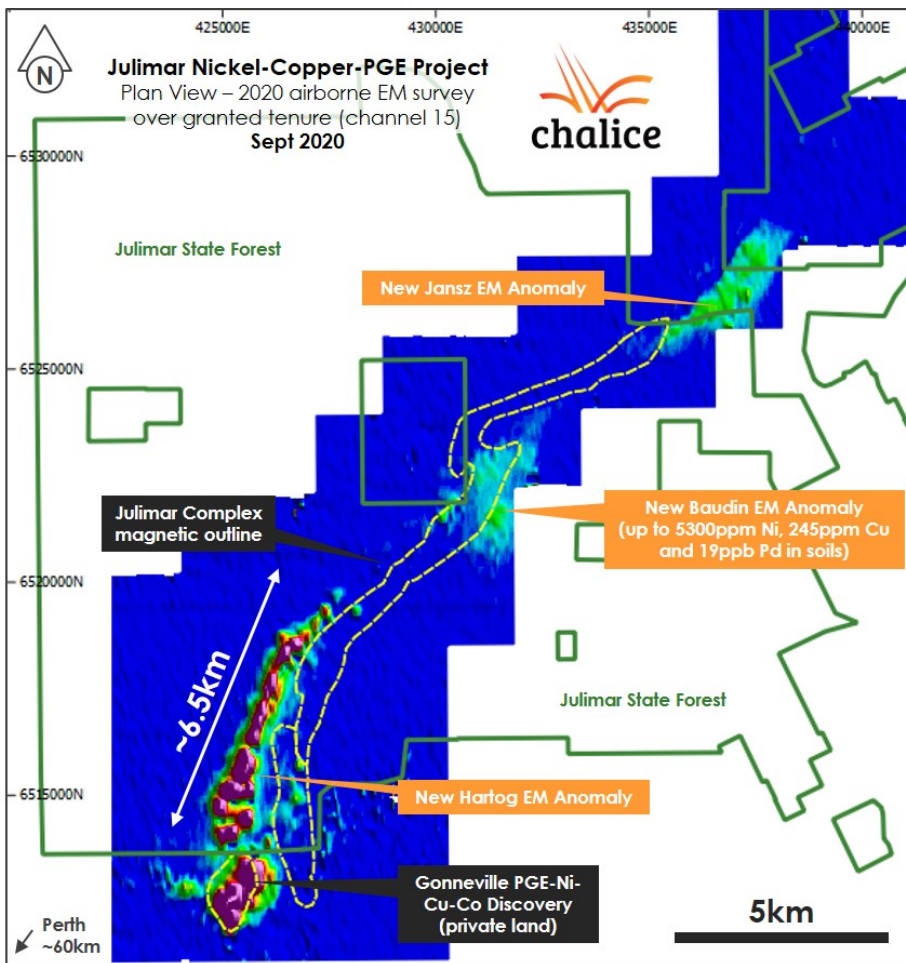 425000E
430000E
435000E
440000E
N
Julimar Nickel-Copper-PGE Project
Plan View – 2020 airborne EM survey
over granted tenure (channel 15)
Sept 2020
chalice
6530000N
Julimar State Forest
New Jansz EM Anomaly
6525000N
Julimar Complex
magnetic outline
New Baudin EM Anomaly
(up to 5300ppm Ni, 245ppm Cu
and 19ppb Pd in soils)
6520000N
~6.5km
Julimar State Forest
6515000N
New Hartog EM Anomaly
Gonneville PGE-Ni-
Cu-Co Discovery
(private land)
5km
Perth
~60km